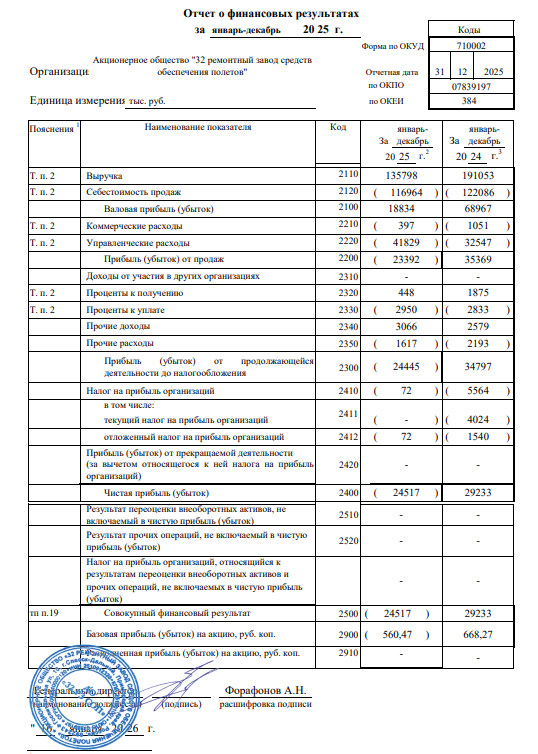 Отчет о финансовых результатах
за январь-декабрь 20 25 г.
Коды
Форма по ОКУД 710002
Акционерное общество "32 ремонтный завод средств
Организаци обеспечения полетов" Отчетная дата 31 12 2025
по ОКПО 07839197
Единица измерения тыс. руб. по ОКЕИ 384
Пояснения 1 Наименование показателя Код За январь-декабрь 20 25 г.2 За январь-декабрь 20 24 г.3
Т. п. 2 Выручка 2110 135798 191053
Т. п. 2 Себестоимость продаж 2120 ( 116964 ) ( 122086 )
Валовая прибыль (убыток) 2100 18834 68967
Т. п. 2 Коммерческие расходы 2210 ( 397 ) ( 1051 )
Т. п. 2 Управленческие расходы 2220 ( 41829 ) ( 32547 )
Прибыль (убыток) от продаж 2200 ( 23392 ) 35369
Доходы от участия в других организациях 2310 - -
Т. п. 2 Проценты к получению 2320 448 1875
Т. п. 2 Проценты к уплате 2330 ( 2950 ) ( 2833 )
Прочие доходы 2340 3066 2579
Прочие расходы 2350 ( 1617 ) ( 2193 )
Прибыль (убыток) от продолжающейся
деятельности до налогообложения 2300 ( 24445 ) 34797
Налог на прибыль организаций 2410 ( 72 ) ( 5564 )
в том числе:
текущий налог на прибыль организаций 2411 ( - ) ( 4024 )
отложенный налог на прибыль организаций 2412 ( 72 ) ( 1540 )
Прибыль (убыток) от прекращаемой деятельности
(за вычетом относящегося к ней налога на прибыль 2420 - -
организаций)
Чистая прибыль (убыток) 2400 ( 24517 ) 29233
Результат переоценки внеоборотных активов, не
включаемый в чистую прибыль (убыток) 2510 - -
Результат прочих операций, не включаемый в чистую
прибыль (убыток) 2520 - -
Налог на прибыль организаций, относящийся к
результатам переоценки внеоборотных активов и
прочих операций, не включаемых в чистую прибыль - -
(убыток)
тп п.19 Совокупный финансовый результат 2500 ( 24517 ) 29233
Базовая прибыль (убыток) на акцию, руб. коп. 2900 ( 560,47 ) 668,27
прибыль (убыток) на акцию, руб. коп. 2910 - -
Генеральный директор Форафонов А.Н.
наименование должности (подпись) расшифровка подписи
января 20 26 г.